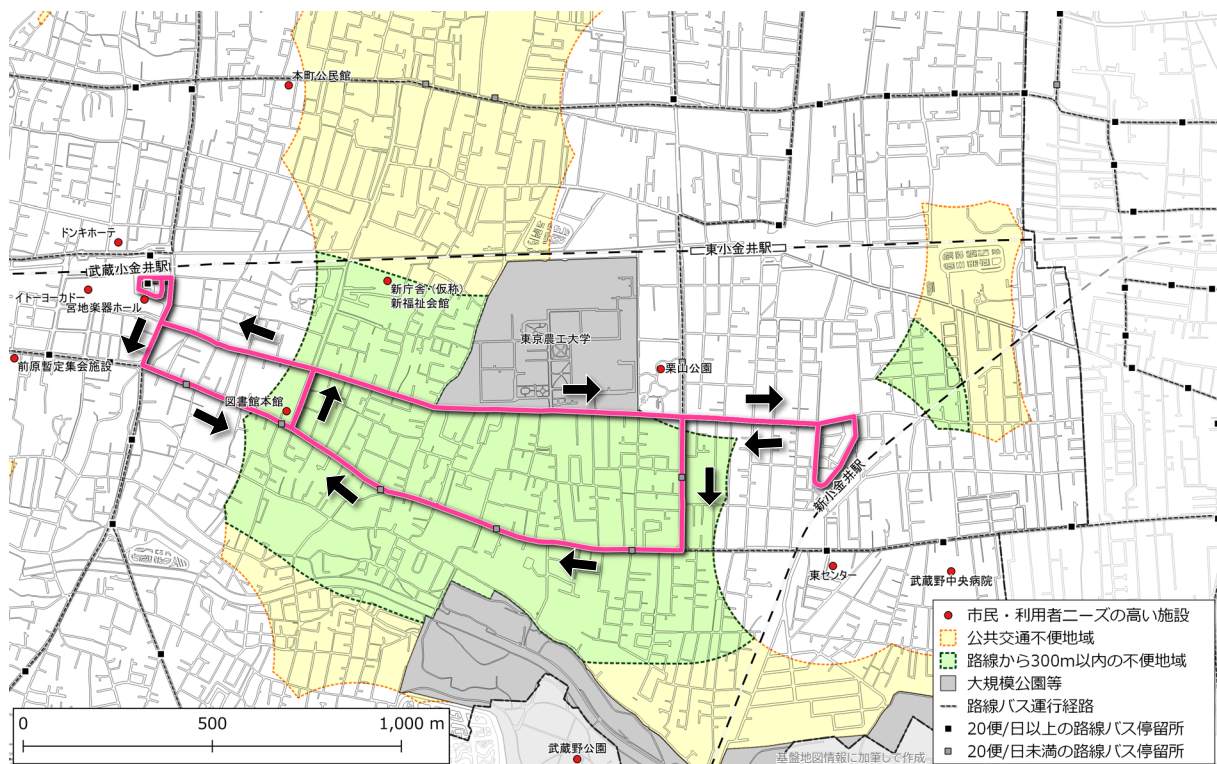 本町公民館
ドンキホーテ
武蔵小金井駅
東小金井駅
イトーヨーカドー
宮地楽器ホール
新庁舎・(仮称)
新福祉会館
東京農工大学
前原暫定集会施設
栗山公園
図書館本館
新小金井駅
東センター
武蔵野中央病院
武蔵野公園
市民・利用者ニーズの高い施設
公共交通不便地域
路線から300m以内の不便地域
大規模公園等
路線バス運行経路
20便/日以上の路線バス停留所
20便/日未満の路線バス停留所
0 500 1,000 m
基盤地図情報に加筆して作成